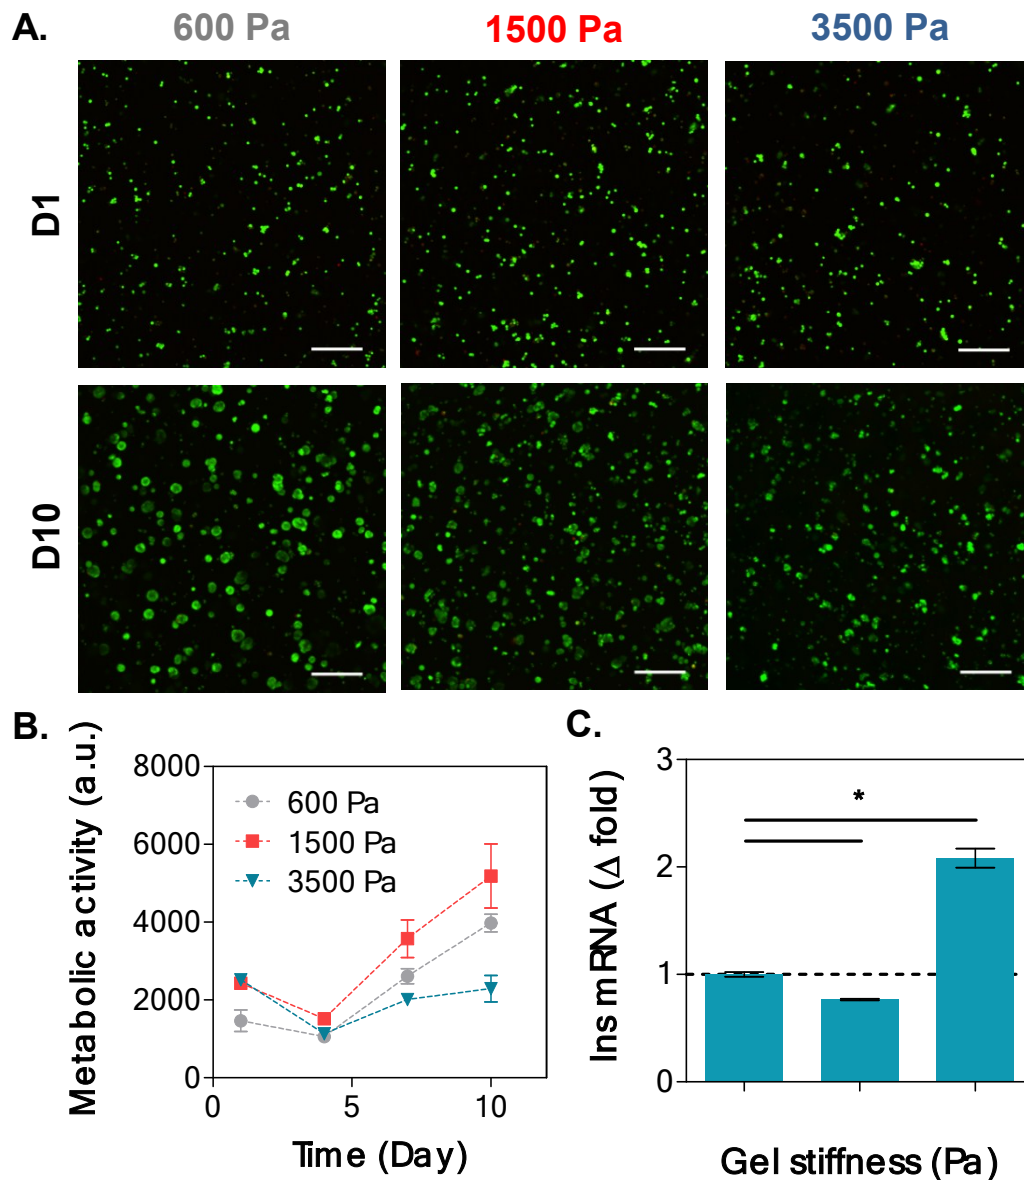 A.
600 Pa
1500 Pa
3500 Pa
D1
D10
B.
Metabolic activity (a.u.)
8000
6000
4000
2000
0
600 Pa
1500 Pa
3500 Pa
0
5
10
Time (Day)
C.
Ins mRNA (Δ fold)
3
2
1
0
*
Gel stiffness (Pa)